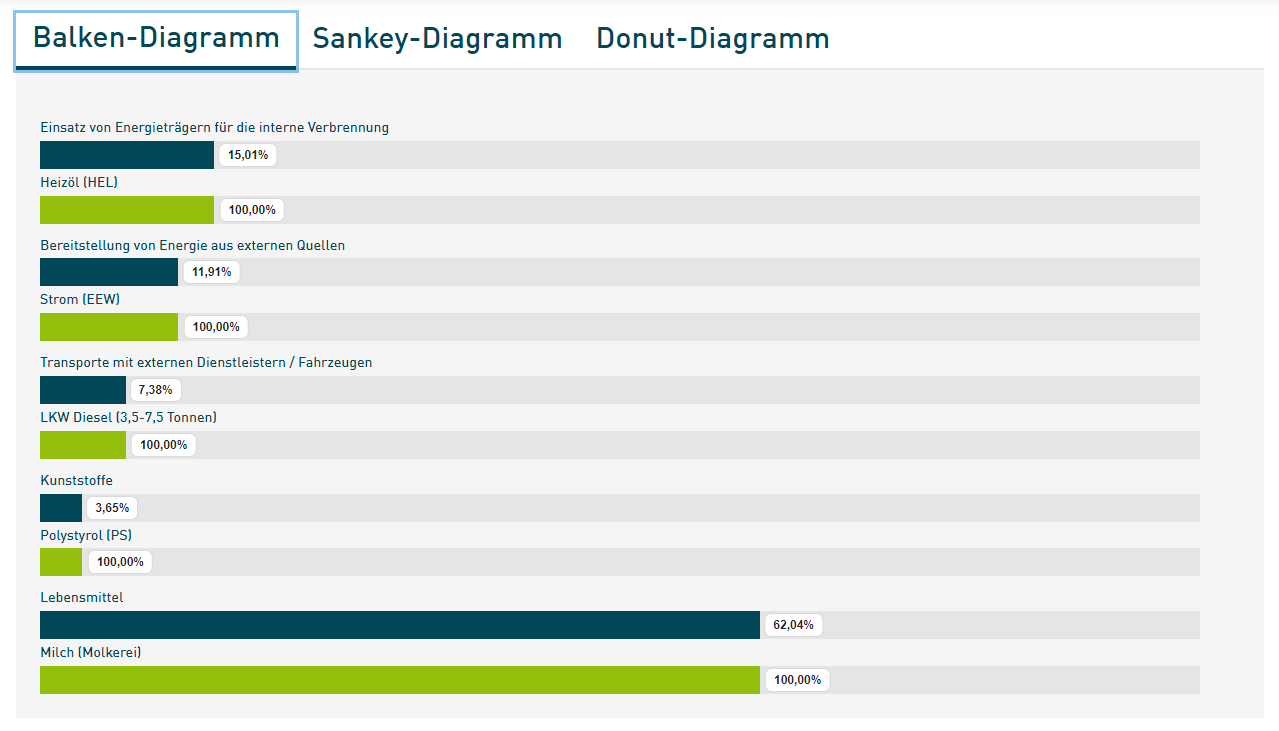 Balken-Diagramm Sankey-Diagramm Donut-Diagramm
Einsatz von Energieträgern für die interne Verbrennung
15,01%
Heizöl (HEL)
100,00%
Bereitstellung von Energie aus externen Quellen
11,91%
Strom (EEW)
100,00%
Transporte mit externen Dienstleistern / Fahrzeugen
7,38%
LKW Diesel (3,5-7,5 Tonnen)
100,00%
Kunststoffe
3,65%
Polystyrol (PS)
100,00%
Lebensmittel
62,04%
Milch (Molkerei)
100,00%